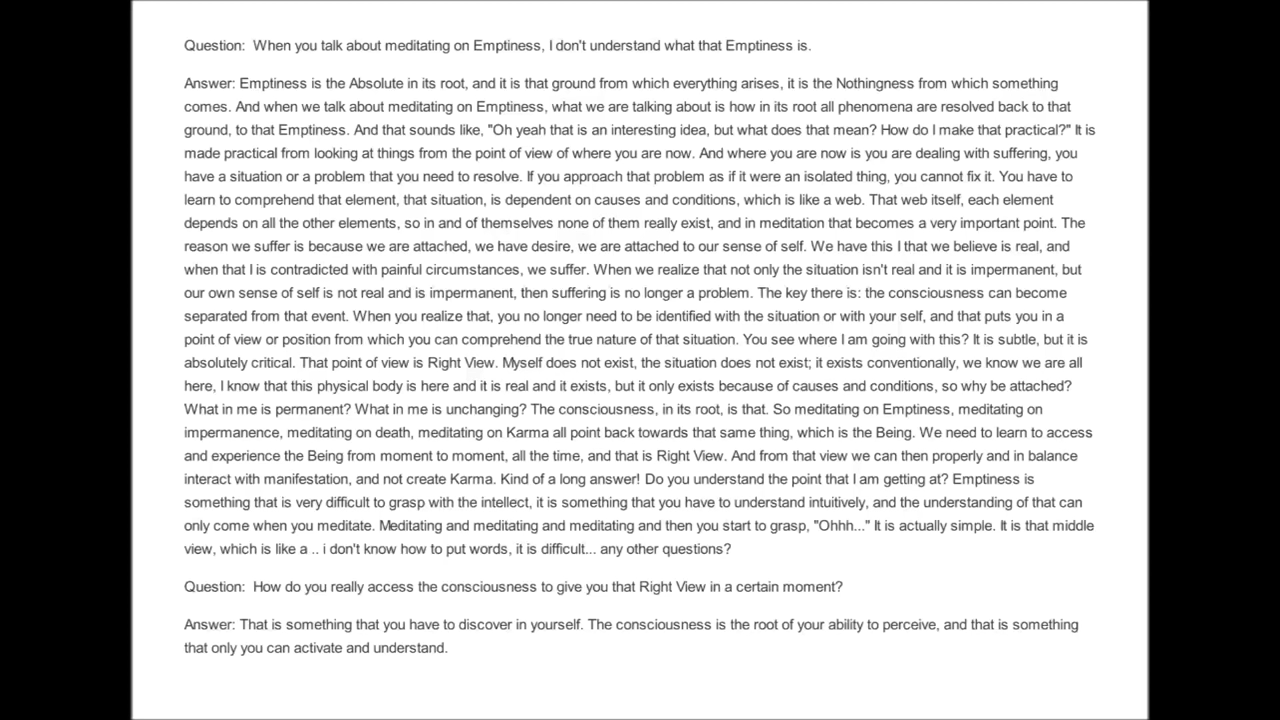 Question:  When you talk about meditating on Emptiness, I don't understand what that Emptiness is.
Answer: Emptiness is the Absolute in its root, and it is that ground from which everything arises, it is the Nothingness from which something
comes. And when we talk about meditating on Emptiness, what we are talking about is how in its root all phenomena are resolved back to that
ground, to that Emptiness. And that sounds like, "Oh yeah that is an interesting idea, but what does that mean? How do I make that practical?" It is
made practical from looking at things from the point of view of where you are now. And where you are now is you are dealing with suffering, you
have a situation or a problem that you need to resolve. If you approach that problem as if it were an isolated thing, you cannot fix it. You have to
learn to comprehend that element, that situation, is dependent on causes and conditions, which is like a web. That web itself, each element
depends on all the other elements, so in and of themselves none of them really exist, and in meditation that becomes a very important point. The
reason we suffer is because we are attached, we have desire, we are attached to our sense of self. We have this I that we believe is real, and
when that I is contradicted with painful circumstances, we suffer. When we realize that not only the situation isn't real and it is impermanent, but
our own sense of self is not real and is impermanent, then suffering is no longer a problem. The key there is: the consciousness can become
separated from that event. When you realize that, you no longer need to be identified with the situation or with your self, and that puts you in a
point of view or position from which you can comprehend the true nature of that situation. You see where I am going with this? It is subtle, but it is
absolutely critical. That point of view is Right View. Myself does not exist, the situation does not exist; it exists conventionally, we know we are all
here, I know that this physical body is here and it is real and it exists, but it only exists because of causes and conditions, so why be attached?
What in me is permanent? What in me is unchanging? The consciousness, in its root, is that. So meditating on Emptiness, meditating on
impermanence, meditating on death, meditating on Karma all point back towards that same thing, which is the Being. We need to learn to access
and experience the Being from moment to moment, all the time, and that is Right View. And from that view we can then properly and in balance
interact with manifestation, and not create Karma. Kind of a long answer! Do you understand the point that I am getting at? Emptiness is
something that is very difficult to grasp with the intellect, it is something that you have to understand intuitively, and the understanding of that can
only come when you meditate. Meditating and meditating and meditating and then you start to grasp, "Ohhh..." It is actually simple. It is that middle
view, which is like a .. i don't know how to put words, it is difficult... any other questions?
Question:  How do you really access the consciousness to give you that Right View in a certain moment?
Answer: That is something that you have to discover in yourself. The consciousness is the root of your ability to perceive, and that is something
that only you can activate and understand.